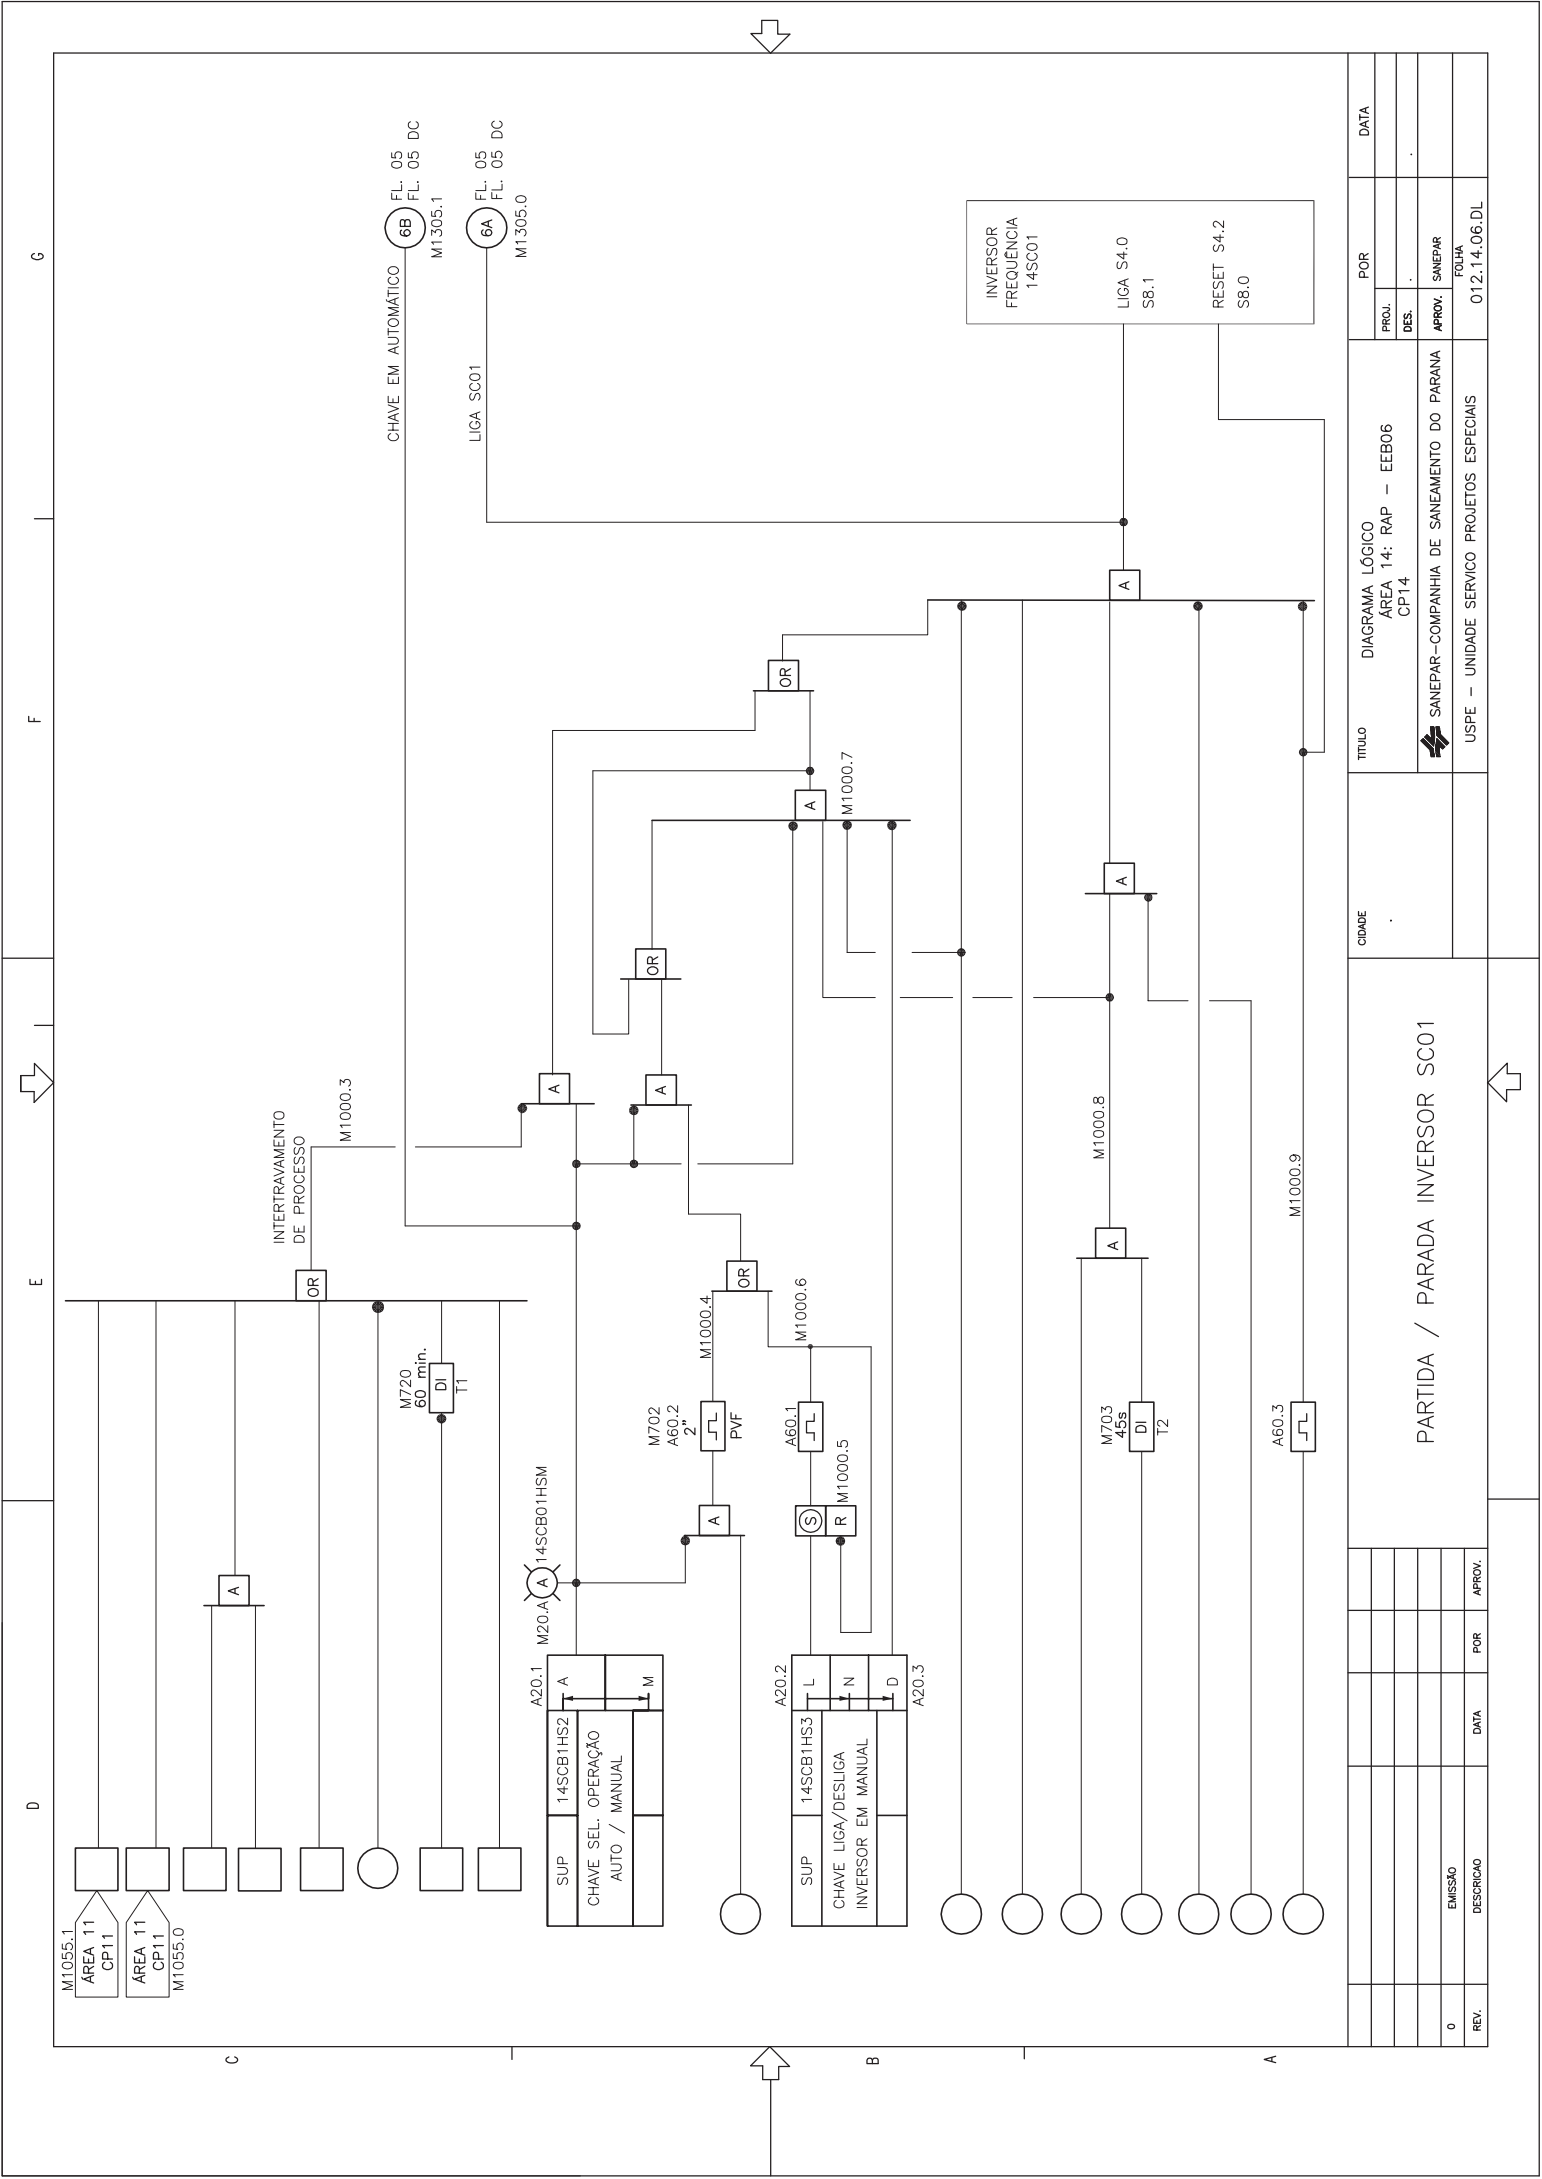 M1055.1
ÁREA 11
CP11
ÁREA 11
CP11
M1055.0
A
OR
INTERTRAVAMENTO
DE PROCESSO
M1000.3
M720
60 min.
DI
T1
CHAVE EM AUTOMÁTICO
6B
FL. 05
FL. 05 DC
M1305.1
LIGA SC01
6A
FL. 05
FL. 05 DC
M1305.0
M20.A
A
14SCB01HSM
A20.1
SUP
14SCB1HS2
A
M
CHAVE SEL. OPERAÇÃO
AUTO / MANUAL
A
M702
A60.2
2"
PVF
M1000.4
OR
A
A
OR
A
M1000.7
OR
A20.2
SUP
14SCB1HS3
L
N
D
CHAVE LIGA/DESLIGA
INVERSOR EM MANUAL
A20.3
S
R
M1000.5
A60.1
M1000.6
M703
45s
DI
T2
A
M1000.8
A
A
A60.3
M1000.9
INVERSOR
FREQUÊNCIA
14SC01
LIGA S4.0
S8.1
RESET S4.2
S8.0
C
B
A
D
E
F
G
0
EMISSÃO
REV.
DESCRICAO
DATA
POR
APROV.
PARTIDA / PARADA INVERSOR SC01
CIDADE
.
TITULO
DIAGRAMA LÓGICO
ÁREA 14: RAP - EEB06
CP14
SANEPAR-COMPANHIA DE SANEAMENTO DO PARANA
USPE - UNIDADE SERVICO PROJETOS ESPECIAIS
POR
DATA
PROJ.
DES.
.
.
APROV.
SANEPAR
FOLHA
012.14.06.DL